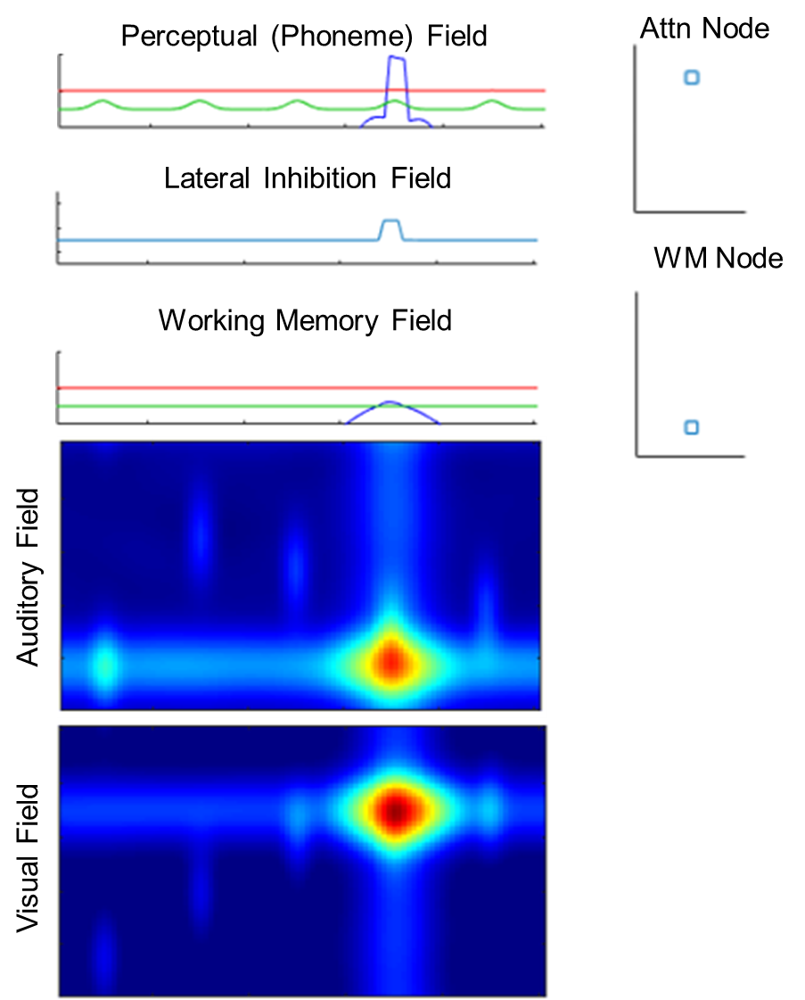 Perceptual (Phoneme) Field
Attn Node
Lateral Inhibition Field
WM Node
Working Memory Field
Auditory Field
Visual Field